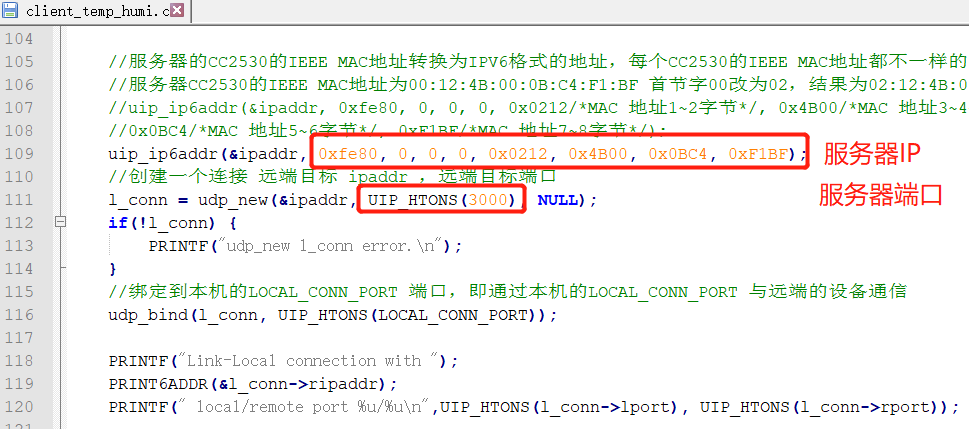 client_temp_humi.c
104
105 //服务器的CC2530的IEEE MAC地址转换为IPV6格式的地址，每个CC2530的IEEE MAC地址都不一样的
106 //服务器CC2530的IEEE MAC地址为00:12:4B:00:0B:C4:F1:BF 首节字00改为02，结果为02:12:4B:0
107 //uip_ip6addr(&ipaddr, 0xfe80, 0, 0, 0, 0x0212/*MAC 地址1~2字节*/, 0x4B00/*MAC 地址3~4
108 //0x0BC4/*MAC 地址5~6字节*/, 0xF1BF/*MAC 地址7~8字节*/);
109 uip_ip6addr(&ipaddr, 0xfe80, 0, 0, 0, 0x0212, 0x4B00, 0x0BC4, 0xF1BF); 服务器IP
110 //创建一个连接 远端目标 ipaddr ，远端目标端口 服务器端口
111 l_conn = udp_new(&ipaddr, UIP_HTONS(3000), NULL);
112 if(!l_conn) {
113 PRINTF("udp_new l_conn error.\n");
114 }
115 //绑定到本机的LOCAL_CONN_PORT 端口，即通过本机的LOCAL_CONN_PORT 与远端的设备通信
116 udp_bind(l_conn, UIP_HTONS(LOCAL_CONN_PORT));
117
118 PRINTF("Link-Local connection with ");
119 PRINT6ADDR(&l_conn->ripaddr);
120 PRINTF(" local/remote port %u/%u\n",UIP_HTONS(l_conn->lport), UIP_HTONS(l_conn->rport));